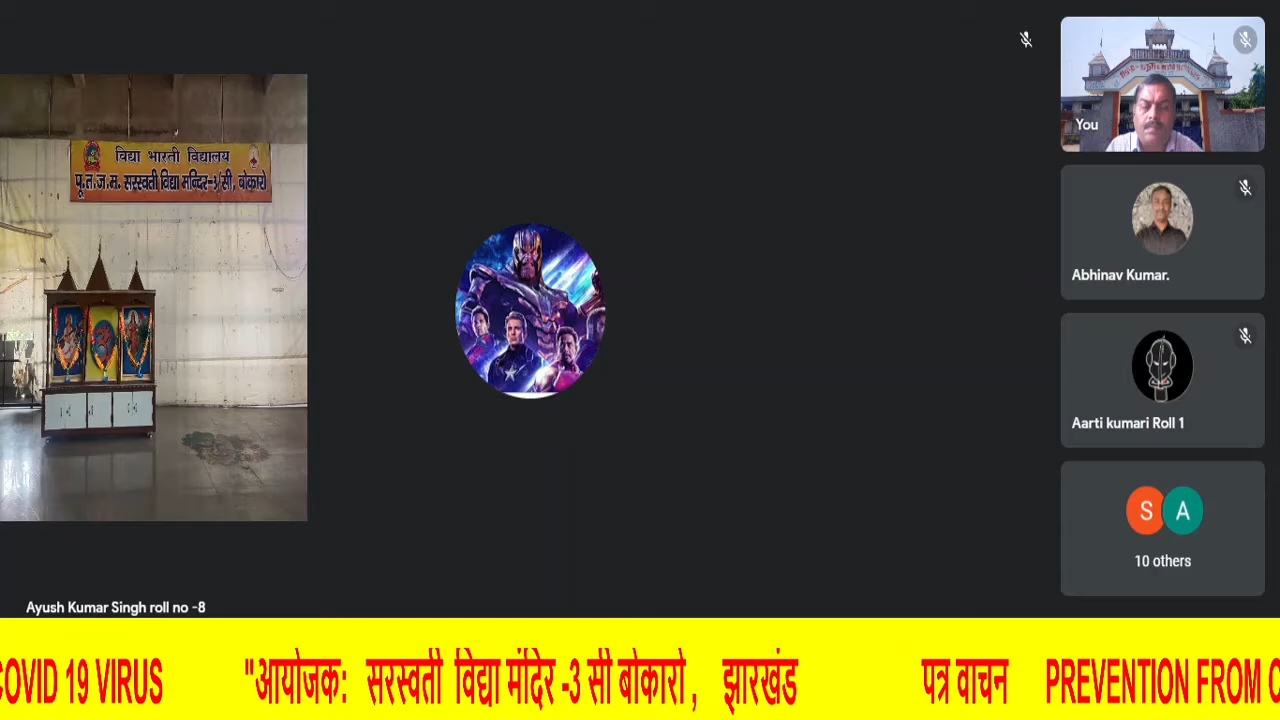 विद्या भारती विद्यालय
पू.त.ज.म. सरस्वती विद्या मन्दिर-3/सी, बोकारो
You
Abhinav Kumar.
Aarti kumari Roll 1
S A
10 others
Ayush Kumar Singh roll no -8
COVID 19 VIRUS "आयोजक: सरस्वती विद्या मंदिर -3 सी बोकारो , झारखंड पत्र वाचन PREVENTION FROM C